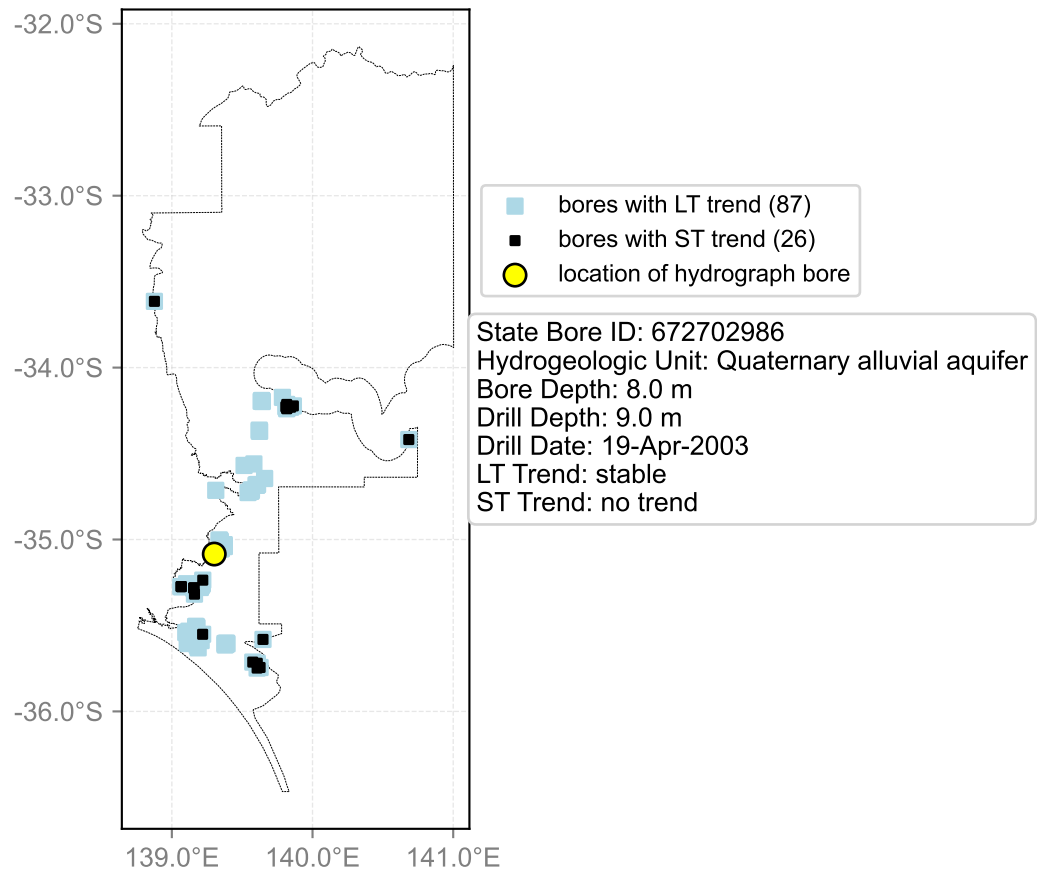 -32.0°S
-33.0°S
-34.0°S
-35.0°S
-36.0°S
139.0°E 140.0°E 141.0°E
bores with LT trend (87)
bores with ST trend (26)
location of hydrograph bore
State Bore ID: 672702986
Hydrogeologic Unit: Quaternary alluvial aquifer
Bore Depth: 8.0 m
Drill Depth: 9.0 m
Drill Date: 19-Apr-2003
LT Trend: stable
ST Trend: no trend